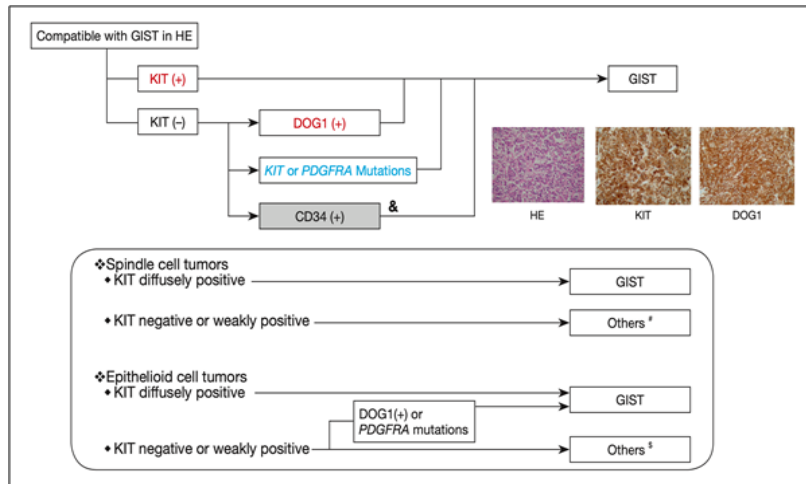 Compatible with GIST in HE
KIT (+)
GIST
KIT (–)
DOG1 (+)
KIT or PDGFRA Mutations
CD34 (+)
&
HE
KIT
DOG1
❖Spindle cell tumors
◆ KIT diffusely positive
GIST
◆ KIT negative or weakly positive
Others #
❖Epithelioid cell tumors
◆ KIT diffusely positive
GIST
DOG1(+) or
PDGFRA mutations
◆ KIT negative or weakly positive
Others $